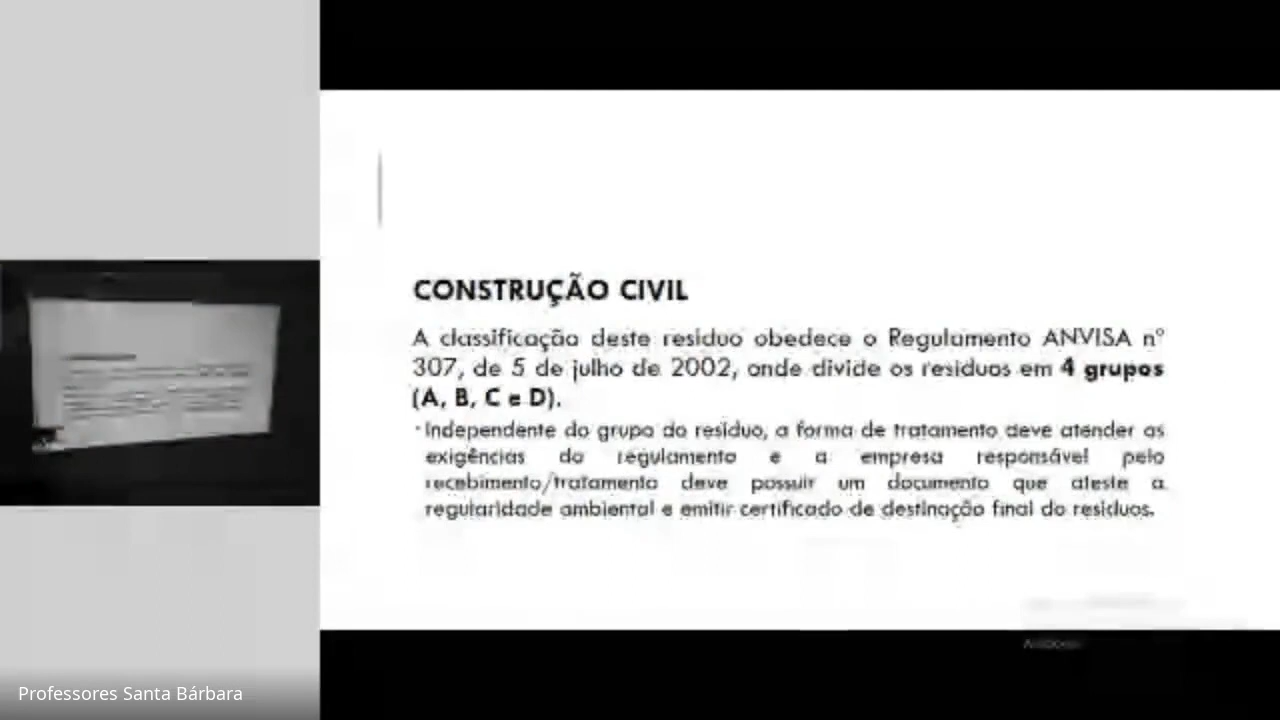 CONSTRUÇÃO CIVIL
A classificação deste resíduo obedece o Regulamento ANVISA nº
307, de 5 de julho de 2002, onde divide os resíduos em 4 grupos
(A, B, C e D).
· Independente do grupo do resíduo, a forma de tratamento deve atender as
exigências do regulamento e a empresa responsável pelo
recebimento/tratamento deve possuir um documento que ateste a
regularidade ambiental e emitir certificado de destinação final do resíduos.
Professores Santa Bárbara